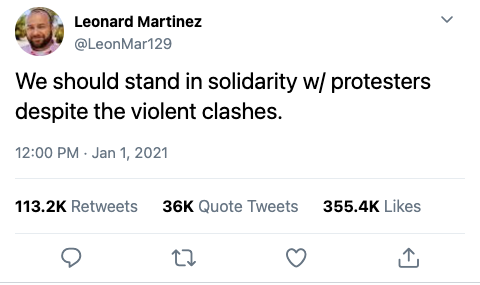 Leonard Martinez
@LeonMar129
We should stand in solidarity w/ protesters
despite the violent clashes.
12:00 PM · Jan 1, 2021
113.2K Retweets 36K Quote Tweets 355.4K Likes